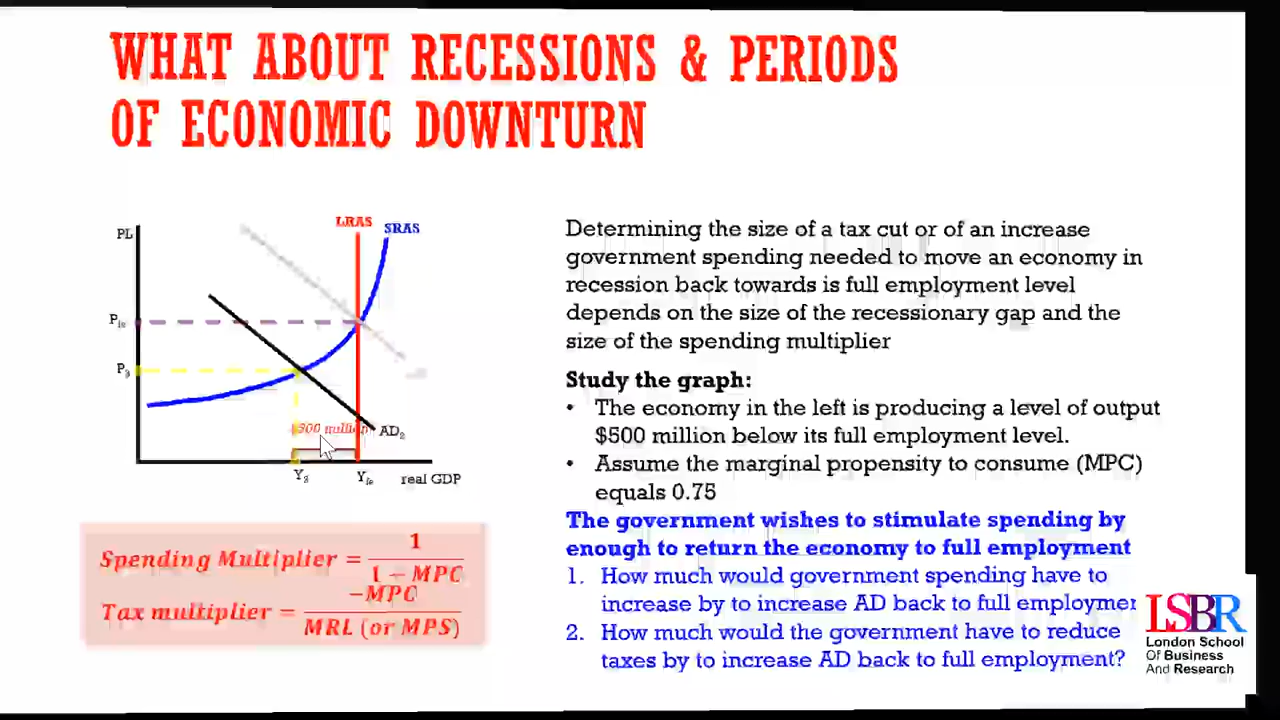 WHAT ABOUT RECESSIONS & PERIODS
OF ECONOMIC DOWNTURN
PL
LRAS
SRAS
P
P
AD₂
Y
Y
real GDP
Spending Multiplier = 1 / 1 − MPC
Tax multiplier = −MPC / MRL (or MPS)
Determining the size of a tax cut or of an increase
government spending needed to move an economy in
recession back towards is full employment level
depends on the size of the recessionary gap and the
size of the spending multiplier
Study the graph:
• The economy in the left is producing a level of output
$500 million below its full employment level.
• Assume the marginal propensity to consume (MPC)
equals 0.75
The government wishes to stimulate spending by
enough to return the economy to full employment
1. How much would government spending have to
increase by to increase AD back to full employmer
2. How much would the government have to reduce
taxes by to increase AD back to full employment?
LSBR
London School
Of Business
And Research